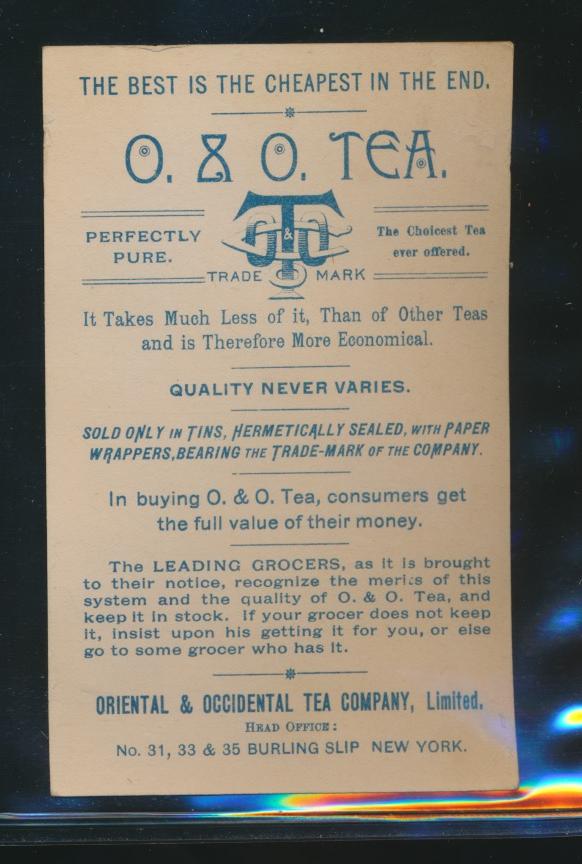 THE BEST IS THE CHEAPEST IN THE END.
O. & O. TEA.
PERFECTLY
PURE.
T
O & O
TRADE MARK
The Choicest Tea
ever offered.
It Takes Much Less of it, Than of Other Teas
and is Therefore More Economical.
QUALITY NEVER VARIES.
SOLD ONLY IN TINS, HERMETICALLY SEALED, WITH PAPER
WRAPPERS, BEARING THE TRADE-MARK OF THE COMPANY.
In buying O. & O. Tea, consumers get
the full value of their money.
The LEADING GROCERS, as it is brought
to their notice, recognize the merits of this
system and the quality of O. & O. Tea, and
keep it in stock. If your grocer does not keep
it, insist upon his getting it for you, or else
go to some grocer who has it.
ORIENTAL & OCCIDENTAL TEA COMPANY, Limited.
HEAD OFFICE:
No. 31, 33 & 35 BURLING SLIP NEW YORK.